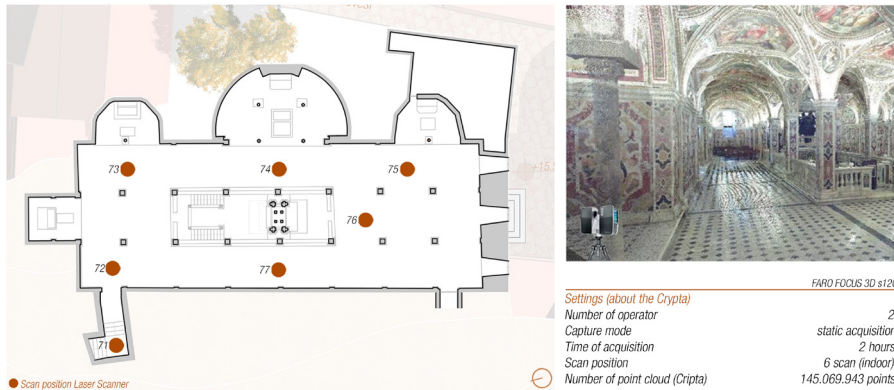 73
74
75
76
72
77
71
Scan position Laser Scanner
FARO FOCUS 3D s120
Settings (about the Crypta)
Number of operator 2
Capture mode static acquisition
Time of acquisition 2 hours
Scan position 6 scan (indoor)
Number of point cloud (Cripta) 145.069.943 points